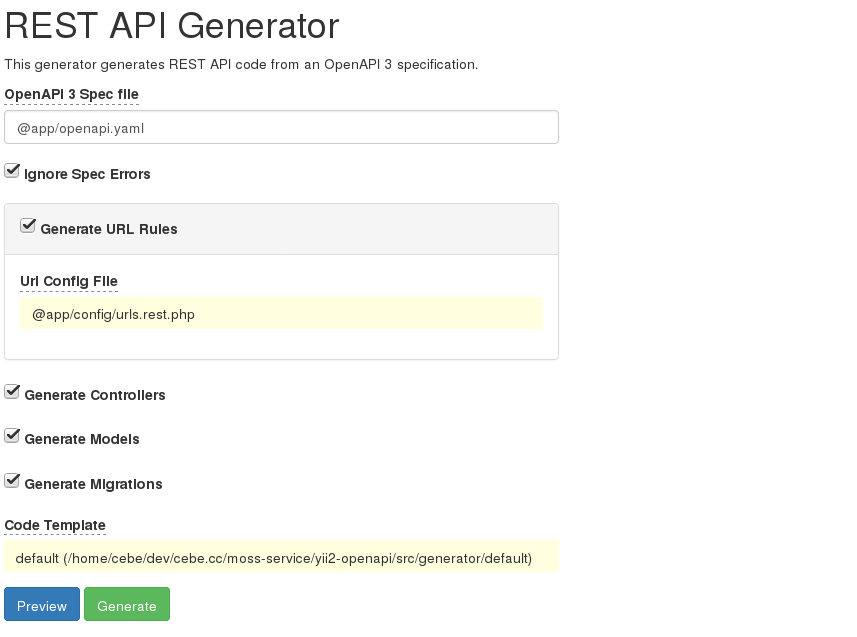 REST API Generator
This generator generates REST API code from an OpenAPI 3 specification.
OpenAPI 3 Spec file
@app/openapi.yaml
Ignore Spec Errors
Generate URL Rules
Url Config File
@app/config/urls.rest.php
Generate Controllers
Generate Models
Generate Migrations
Code Template
default (/home/cebe/dev/cebe.cc/moss-service/yii2-openapi/src/generator/default)
Preview Generate